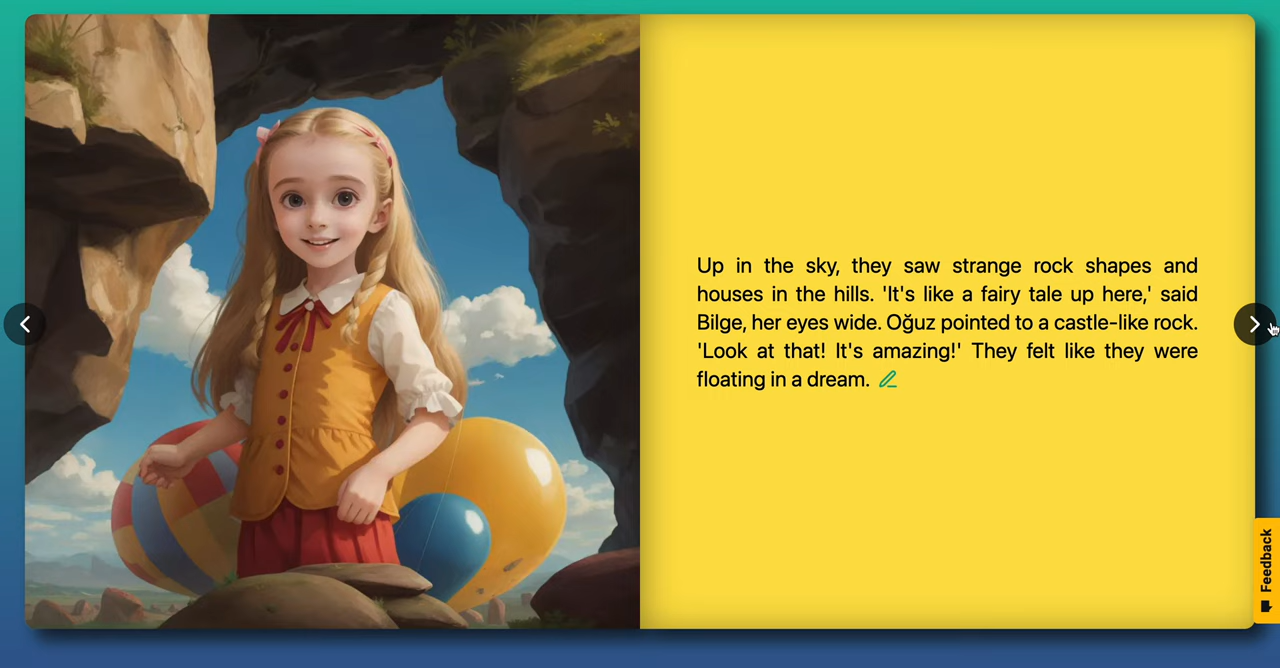 Up in the sky, they saw strange rock shapes and
houses in the hills. 'It's like a fairy tale up here,' said
Bilge, her eyes wide. Oğuz pointed to a castle-like rock.
'Look at that! It's amazing!' They felt like they were
floating in a dream.
Feedback